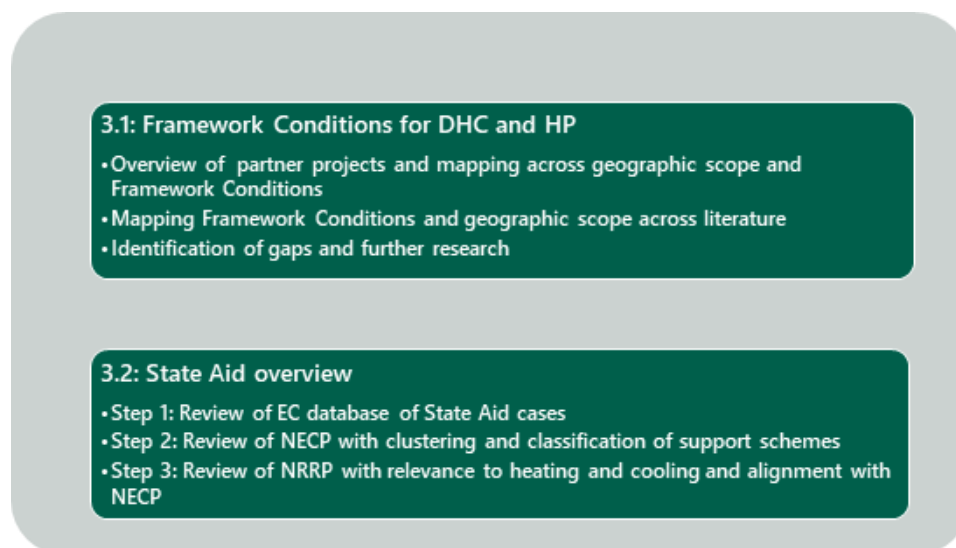 3.1: Framework Conditions for DHC and HP
•Overview of partner projects and mapping across geographic scope and
Framework Conditions
•Mapping Framework Conditions and geographic scope across literature
•Identification of gaps and further research
3.2: State Aid overview
•Step 1: Review of EC database of State Aid cases
•Step 2: Review of NECP with clustering and classification of support schemes
•Step 3: Review of NRRP with relevance to heating and cooling and alignment with
NECP